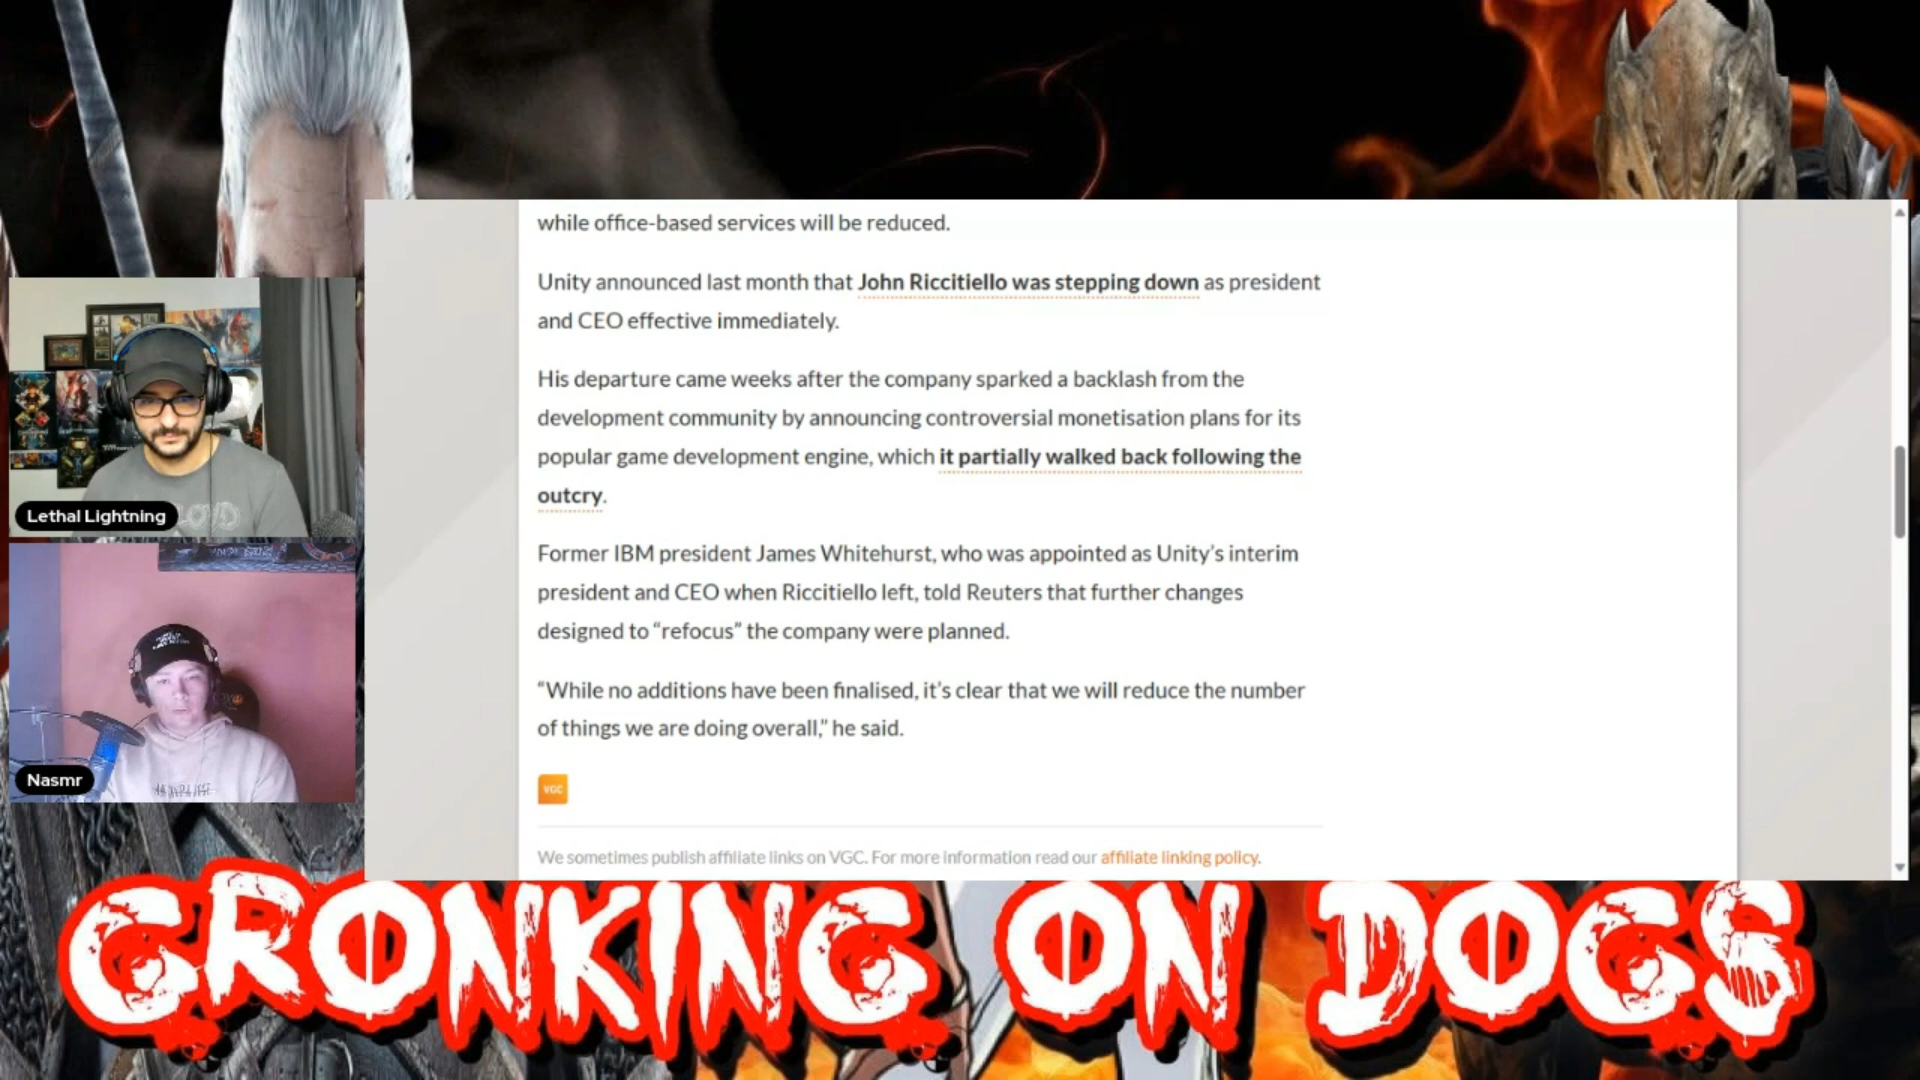 while office-based services will be reduced.
Unity announced last month that John Riccitiello was stepping down as president
and CEO effective immediately.
His departure came weeks after the company sparked a backlash from the
development community by announcing controversial monetisation plans for its
popular game development engine, which it partially walked back following the
outcry.
Former IBM president James Whitehurst, who was appointed as Unity’s interim
president and CEO when Riccitiello left, told Reuters that further changes
designed to “refocus” the company were planned.
“While no additions have been finalised, it’s clear that we will reduce the number
of things we are doing overall,” he said.
VGC
We sometimes publish affiliate links on VGC. For more information read our affiliate linking policy.
Lethal Lightning
Nasmr
GRONKING ON DOGS